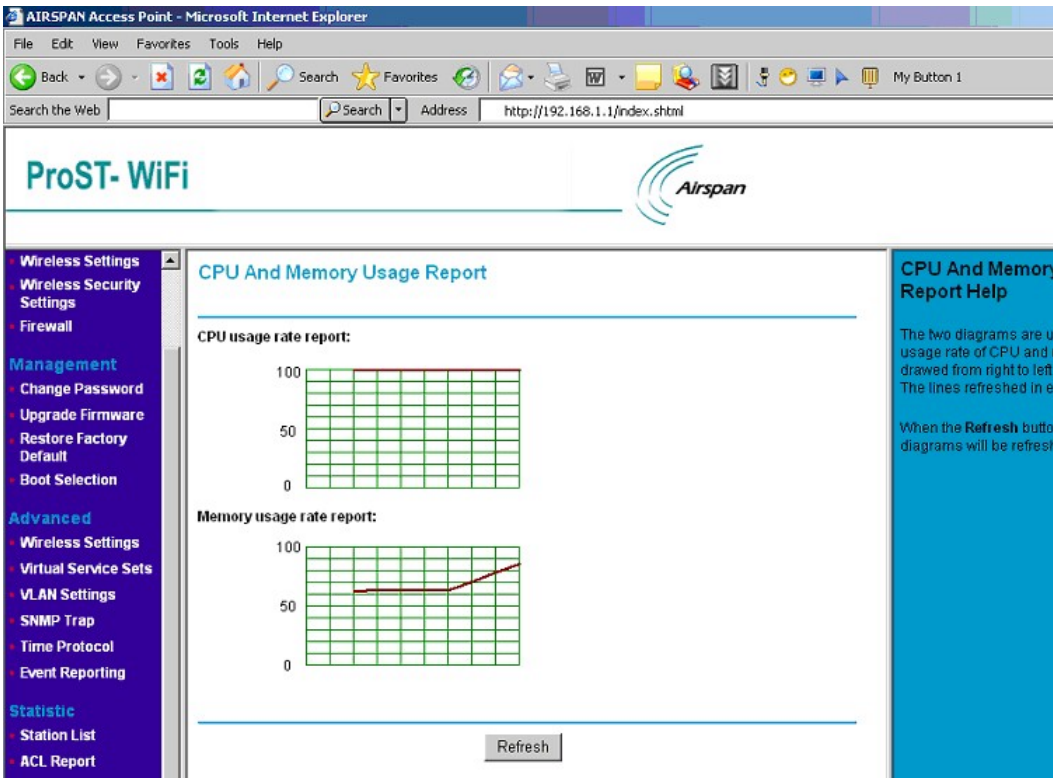 AIRSPAN Access Point - Microsoft Internet Explorer
File Edit View Favorites Tools Help
Back Search Favorites My Button 1
Search the Web Search Address http://192.168.1.1/index.shtml
ProST- WiFi
Airspan
Wireless Settings
Wireless Security
Settings
Firewall
Management
Change Password
Upgrade Firmware
Restore Factory
Default
Boot Selection
Advanced
Wireless Settings
Virtual Service Sets
VLAN Settings
SNMP Trap
Time Protocol
Event Reporting
Statistic
Station List
ACL Report
CPU And Memory Usage Report
CPU usage rate report:
100
50
0
Memory usage rate report:
100
50
0
Refresh
CPU And Memory
Report Help
The two diagrams are u
usage rate of CPU and
drawed from right to left
The lines refreshed in e
When the Refresh butto
diagrams will be refresh